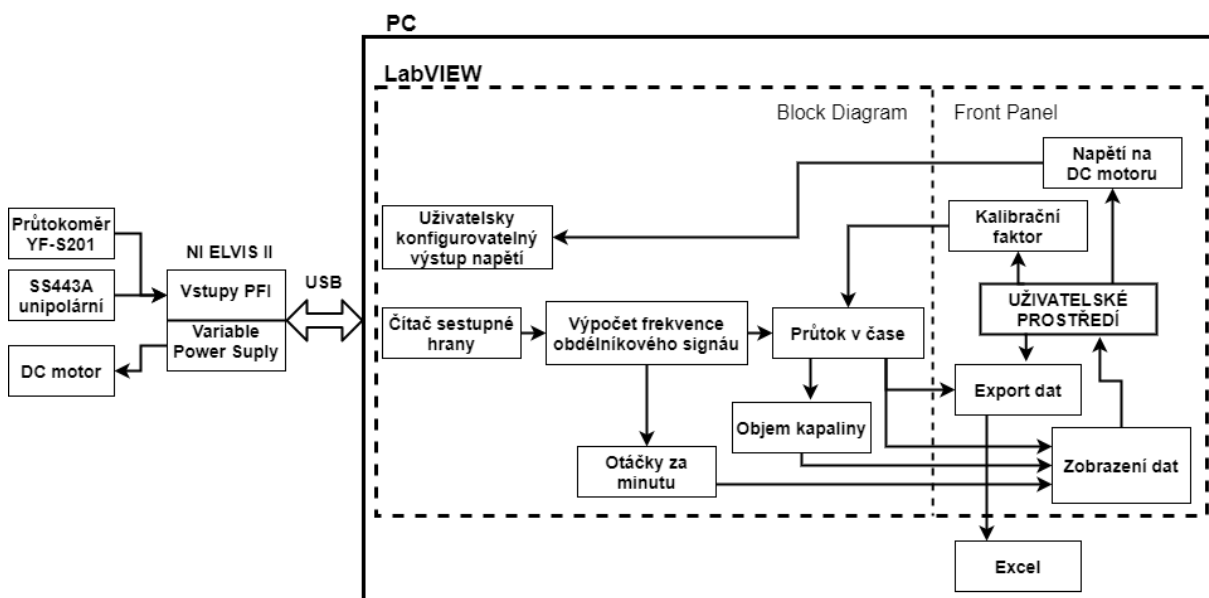 PC
LabVIEW
Block Diagram
Front Panel
Napětí na
DC motoru
Průtokoměr
YF-S201
Uživatelsky
konfigurovatelný
výstup napětí
Kalibrační
faktor
NI ELVIS II
USB
SS443A
unipolární
Vstupy PFI
UŽIVATELSKÉ
PROSTŘEDÍ
Variable
Power Suply
Čítač sestupné
hrany
Výpočet frekvence
obdélníkového signáu
Průtok v čase
DC motor
Export dat
Objem kapaliny
Otáčky za
minutu
Zobrazení dat
Excel